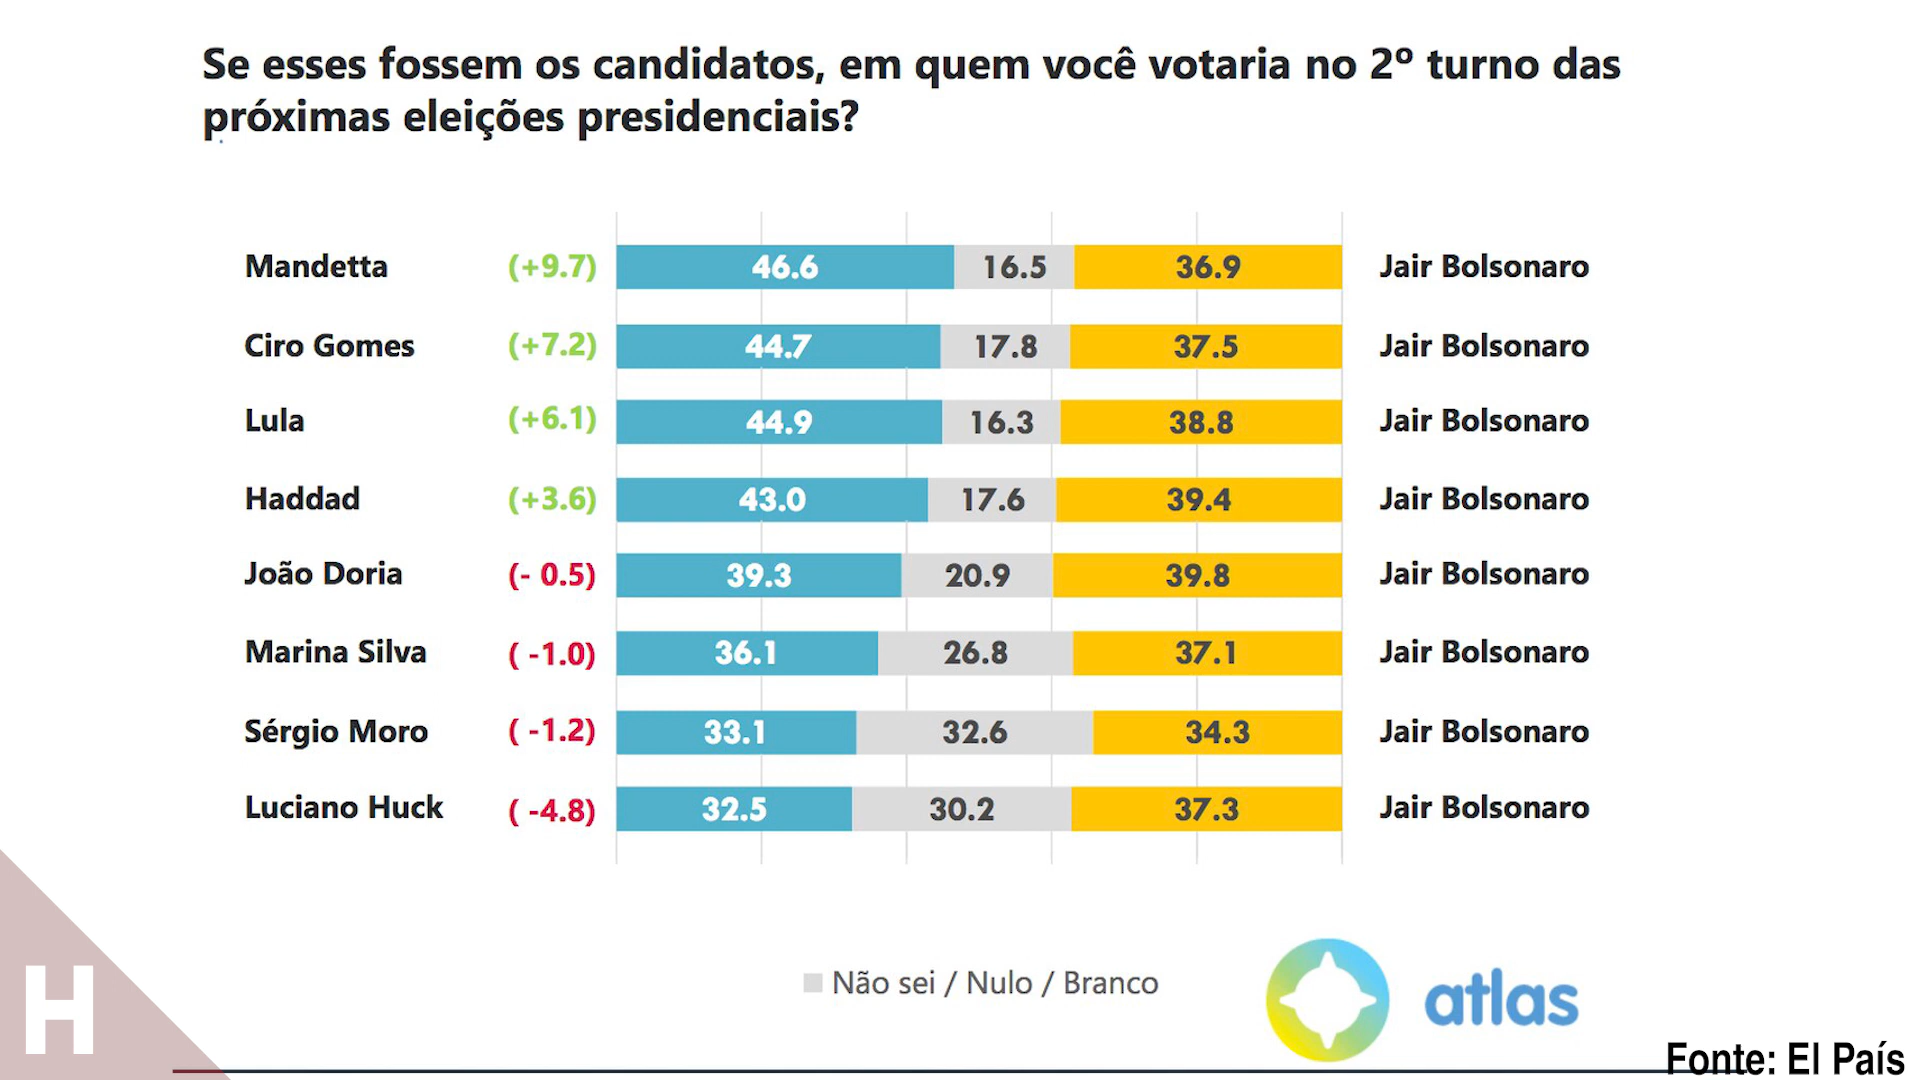 Se esses fossem os candidatos, em quem você votaria no 2º turno das
próximas eleições presidenciais?
Mandetta (+9.7) 46.6 16.5 36.9 Jair Bolsonaro
Ciro Gomes (+7.2) 44.7 17.8 37.5 Jair Bolsonaro
Lula (+6.1) 44.9 16.3 38.8 Jair Bolsonaro
Haddad (+3.6) 43.0 17.6 39.4 Jair Bolsonaro
João Doria (- 0.5) 39.3 20.9 39.8 Jair Bolsonaro
Marina Silva ( -1.0) 36.1 26.8 37.1 Jair Bolsonaro
Sérgio Moro ( -1.2) 33.1 32.6 34.3 Jair Bolsonaro
Luciano Huck ( -4.8) 32.5 30.2 37.3 Jair Bolsonaro
Não sei / Nulo / Branco
atlas
H
Fonte: El País